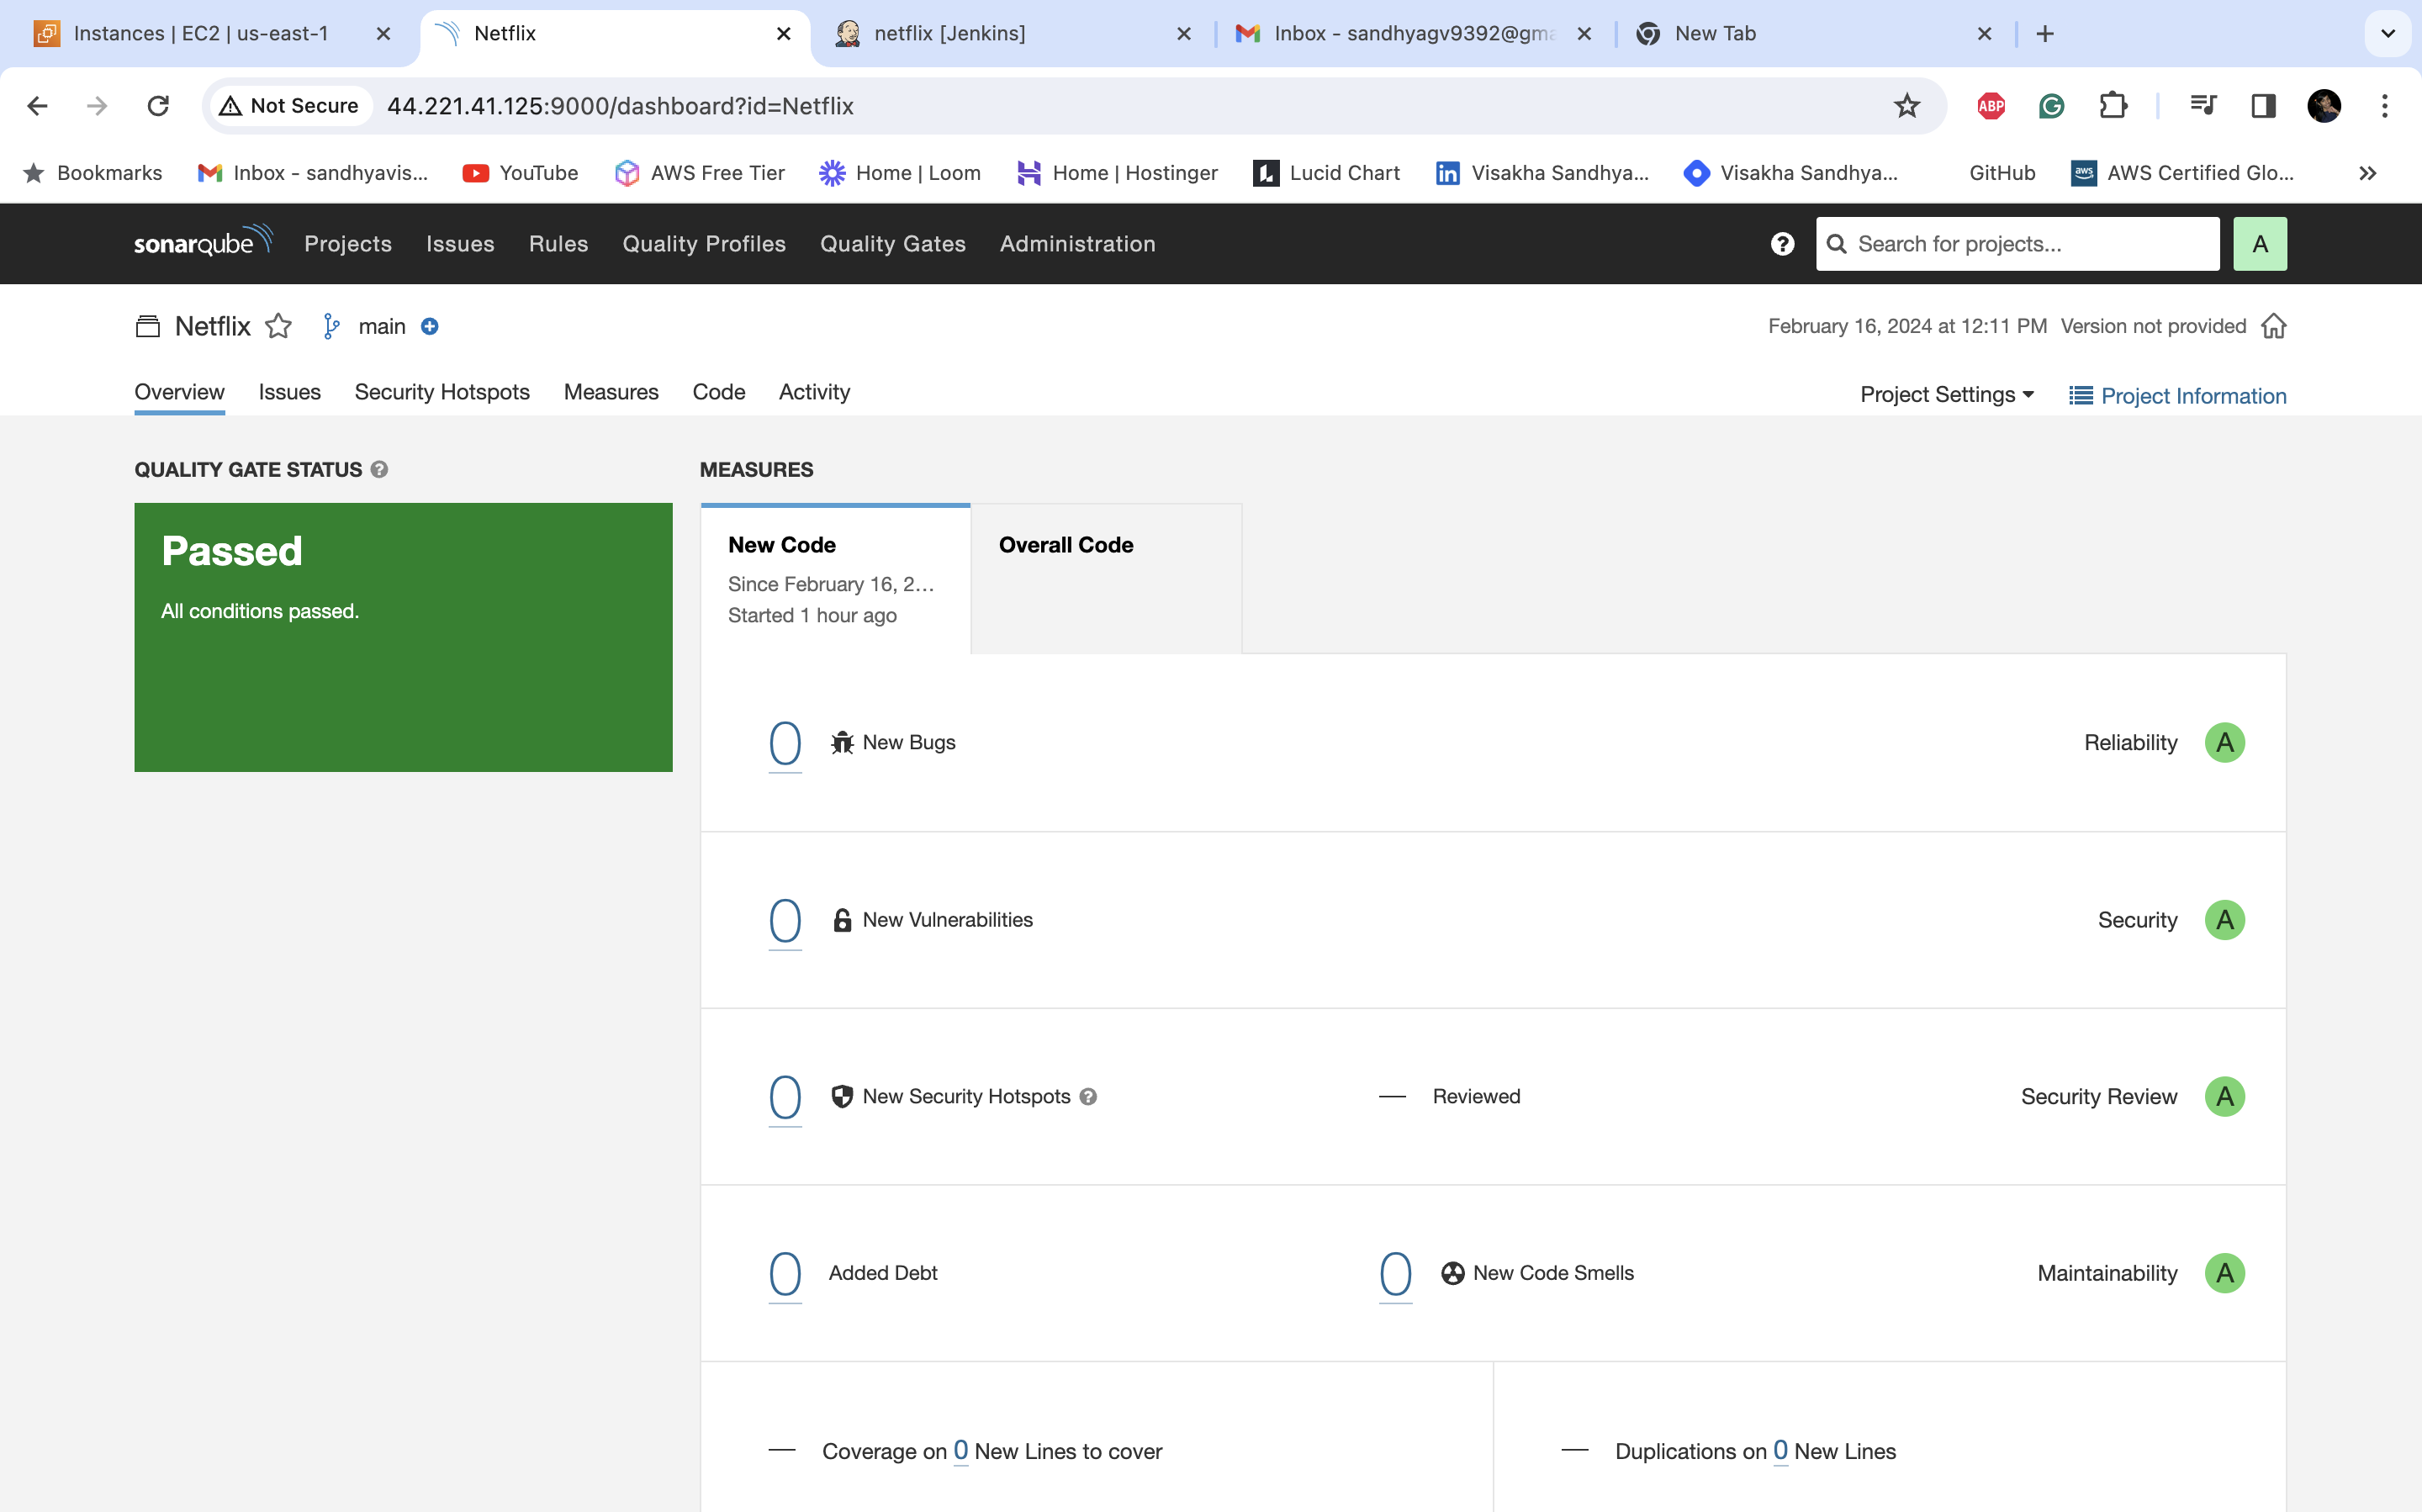 Instances | EC2 | us-east-1
Netflix
netflix [Jenkins]
Inbox - sandhyagv9392@gma
New Tab
Not Secure
44.221.41.125:9000/dashboard?id=Netflix
ABP
G
Bookmarks
Inbox - sandhyavis...
YouTube
AWS Free Tier
Home | Loom
Home | Hostinger
Lucid Chart
in
Visakha Sandhya...
Visakha Sandhya...
GitHub
aws
AWS Certified Glo...
sonarqube
Projects
Issues
Rules
Quality Profiles
Quality Gates
Administration
?
Search for projects...
A
Netflix
main
February 16, 2024 at 12:11 PM Version not provided
Overview
Issues
Security Hotspots
Measures
Code
Activity
Project Settings
Project Information
QUALITY GATE STATUS ?
MEASURES
Passed
All conditions passed.
New Code
Since February 16, 2...
Started 1 hour ago
Overall Code
0 New Bugs
Reliability A
0 New Vulnerabilities
Security A
0 New Security Hotspots ?
— Reviewed
Security Review A
0 Added Debt
0 New Code Smells
Maintainability A
— Coverage on 0 New Lines to cover
— Duplications on 0 New Lines